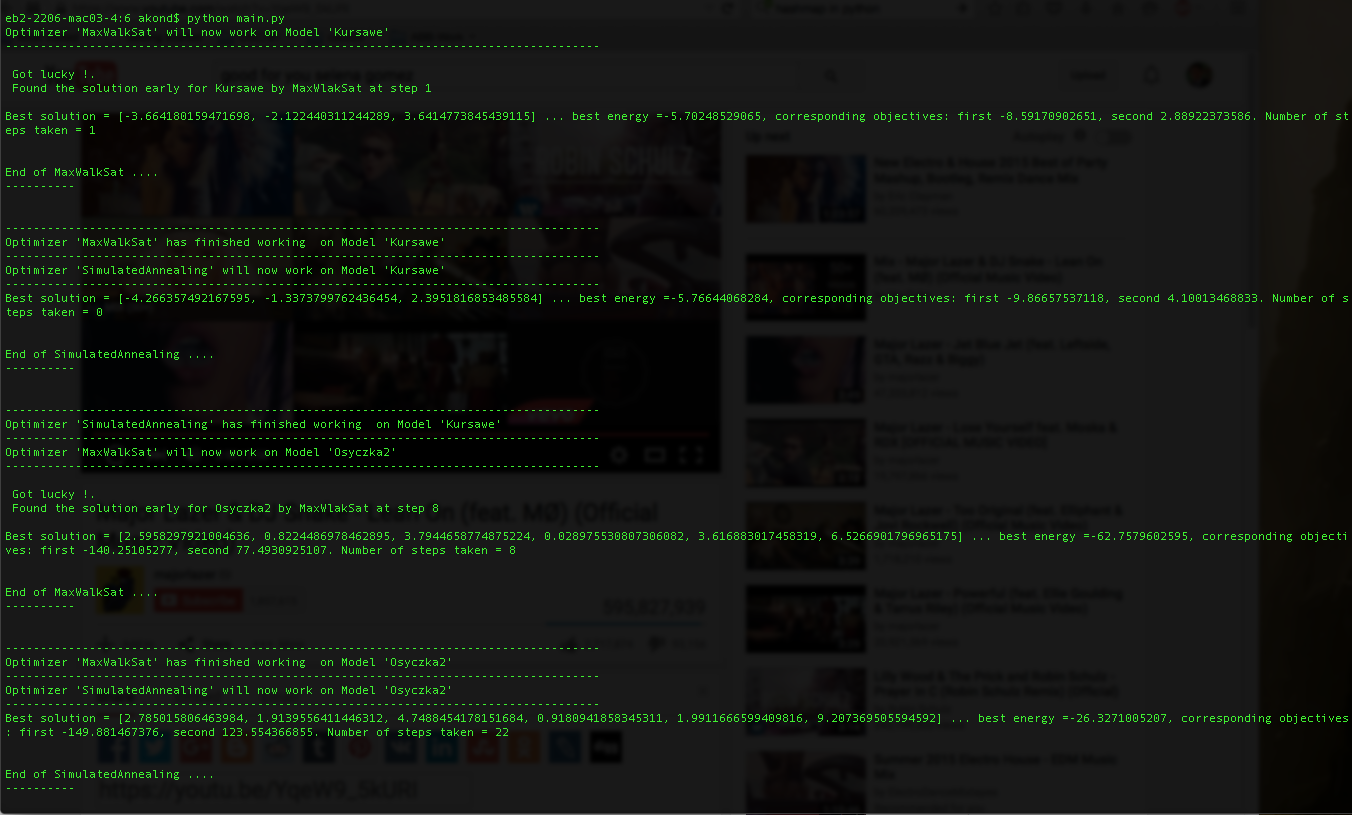 eb2-2206-mac03-4:6 akond$ python main.py
Optimizer 'MaxWalkSat' will now work on Model 'Kursawe'
-------------------------------------------------------------------------------------
Got lucky !.
Found the solution early for Kursawe by MaxWlakSat at step 1
Best solution = [-3.664180159471698, -2.122440311244289, 3.6414773845439115] ... best energy =-5.70248529065, corresponding objectives: first -8.59170902651, second 2.88922373586. Number of st
eps taken = 1
End of MaxWalkSat ....
----------
-------------------------------------------------------------------------------------
Optimizer 'MaxWalkSat' has finished working  on Model 'Kursawe'
-------------------------------------------------------------------------------------
Optimizer 'SimulatedAnnealing' will now work on Model 'Kursawe'
-------------------------------------------------------------------------------------
Best solution = [-4.266357492167595, -1.3373799762436454, 2.3951816853485584] ... best energy =-5.76644068284, corresponding objectives: first -9.86657537118, second 4.10013468833. Number of s
teps taken = 0
End of SimulatedAnnealing ....
----------
-------------------------------------------------------------------------------------
Optimizer 'SimulatedAnnealing' has finished working  on Model 'Kursawe'
-------------------------------------------------------------------------------------
Optimizer 'MaxWalkSat' will now work on Model 'Osyczka2'
-------------------------------------------------------------------------------------
Got lucky !.
Found the solution early for Osyczka2 by MaxWlakSat at step 8
Best solution = [2.5958297921004636, 0.8224486978462895, 3.7944658774875224, 0.028975530807306082, 3.616883017458319, 6.5266901796965175] ... best energy =-62.7579602595, corresponding objecti
ves: first -140.25105277, second 77.4930925107. Number of steps taken = 8
End of MaxWalkSat ....
----------
-------------------------------------------------------------------------------------
Optimizer 'MaxWalkSat' has finished working  on Model 'Osyczka2'
-------------------------------------------------------------------------------------
Optimizer 'SimulatedAnnealing' will now work on Model 'Osyczka2'
-------------------------------------------------------------------------------------
Best solution = [2.785015806463984, 1.9139556411446312, 4.7488454178151684, 0.9180941858345311, 1.9911666599409816, 9.207369505594592] ... best energy =-26.3271005207, corresponding objectives
: first -149.881467376, second 123.554366855. Number of steps taken = 22
End of SimulatedAnnealing ....
----------